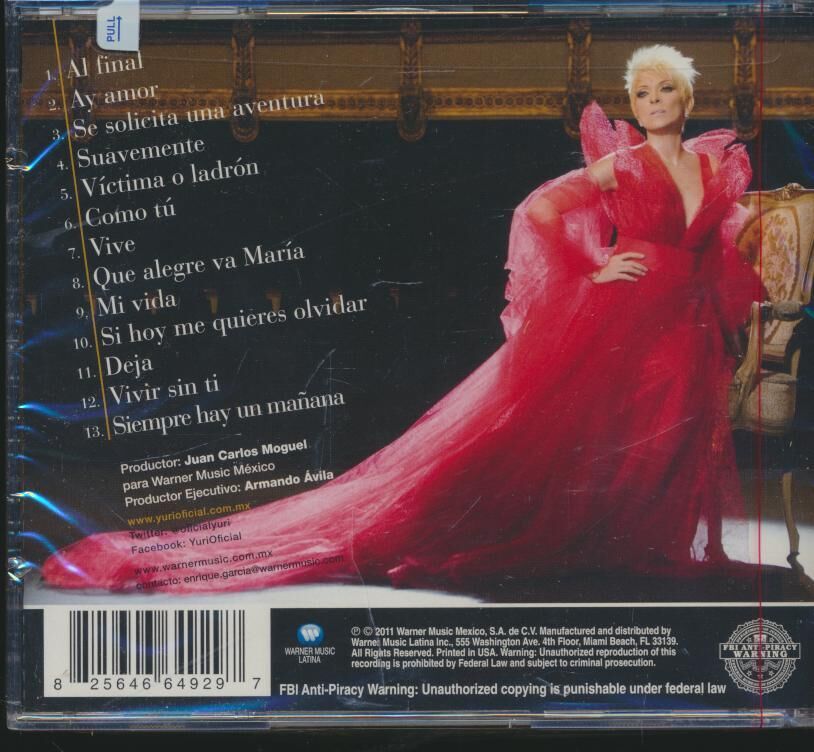 PULL
1. Al final
2. Ay amor
3. Se solicita una aventura
4. Suavemente
5. Víctima o ladrón
6. Como tú
7. Vive
8. Que alegre va María
9. Mi vida
10. Si hoy me quieres olvidar
11. Deja
12. Vivir sin ti
13. Siempre hay un mañana
Productor: Juan Carlos Moguel
para Warner Music México
Productor Ejecutivo: Armando Ávila
www.yurioficial.com.mx
Twitter: @oficialyuri
Facebook: YuriOficial
www.warnermusic.com.mx
contacto: enrique.garcia@warnermusic.com
8 25646 64929 7
WARNER MUSIC
LATINA
℗ © 2011 Warner Music Mexico, S.A. de C.V. Manufactured and distributed by
Warner Music Latina Inc., 555 Washington Ave. 4th Floor, Miami Beach, FL 33139.
All Rights Reserved. Printed in USA. Warning: Unauthorized reproduction of this
recording is prohibited by Federal Law and subject to criminal prosecution.
FBI Anti-Piracy Warning: Unauthorized copying is punishable under federal law
FBI ANTI-PIRACY
WARNING